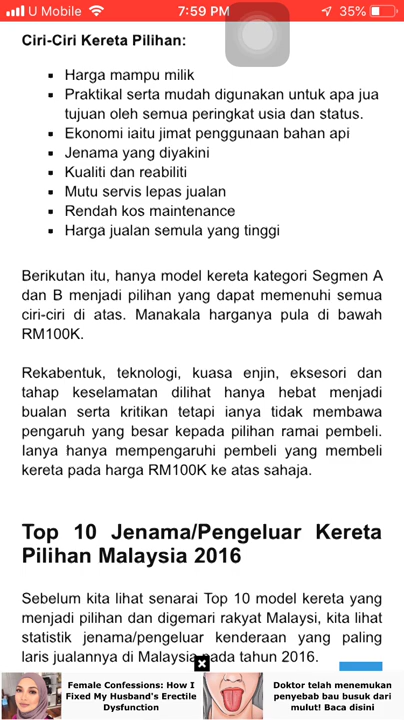 U Mobile 7:59 PM 35%
Ciri-Ciri Kereta Pilihan:
Harga mampu milik
Praktikal serta mudah digunakan untuk apa jua
tujuan oleh semua peringkat usia dan status.
Ekonomi iaitu jimat penggunaan bahan api
Jenama yang diyakini
Kualiti dan reabiliti
Mutu servis lepas jualan
Rendah kos maintenance
Harga jualan semula yang tinggi
Berikutan itu, hanya model kereta kategori Segmen A
dan B menjadi pilihan yang dapat memenuhi semua
ciri-ciri di atas. Manakala harganya pula di bawah
RM100K.
Rekabentuk, teknologi, kuasa enjin, eksesori dan
tahap keselamatan dilihat hanya hebat menjadi
bualan serta kritikan tetapi ianya tidak membawa
pengaruh yang besar kepada pilihan ramai pembeli.
Ianya hanya mempengaruhi pembeli yang membeli
kereta pada harga RM100K ke atas sahaja.
Top 10 Jenama/Pengeluar Kereta
Pilihan Malaysia 2016
Sebelum kita lihat senarai Top 10 model kereta yang
menjadi pilihan dan digemari rakyat Malaysi, kita lihat
statistik jenama/pengeluar kenderaan yang paling
laris jualannya di Malaysia pada tahun 2016.
Female Confessions: How I
Fixed My Husband's Erectile
Dysfunction
Doktor telah menemukan
penyebab bau busuk dari
mulut! Baca disini